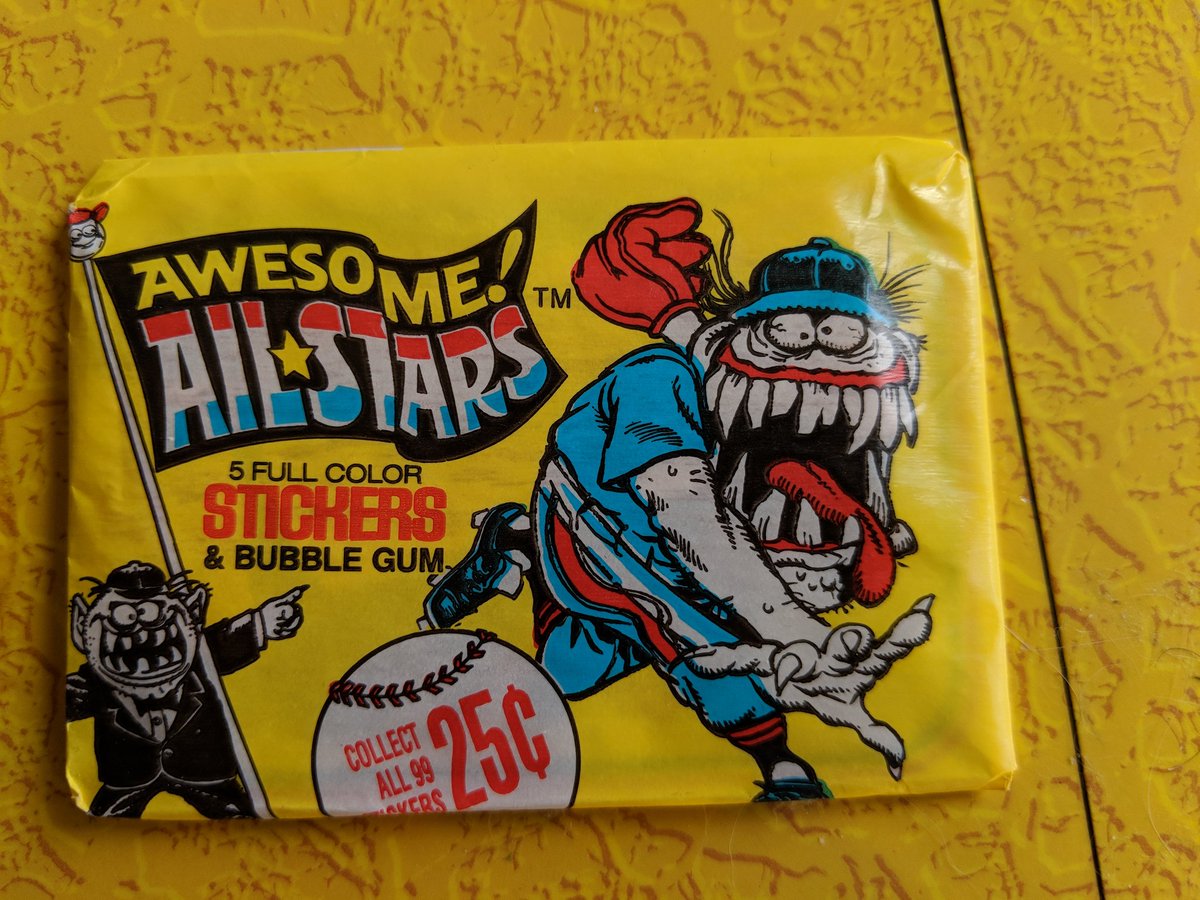 AWESOME!
ALL★STARS
TM
5 FULL COLOR
STICKERS
& BUBBLE GUM
COLLECT
ALL 99
25¢